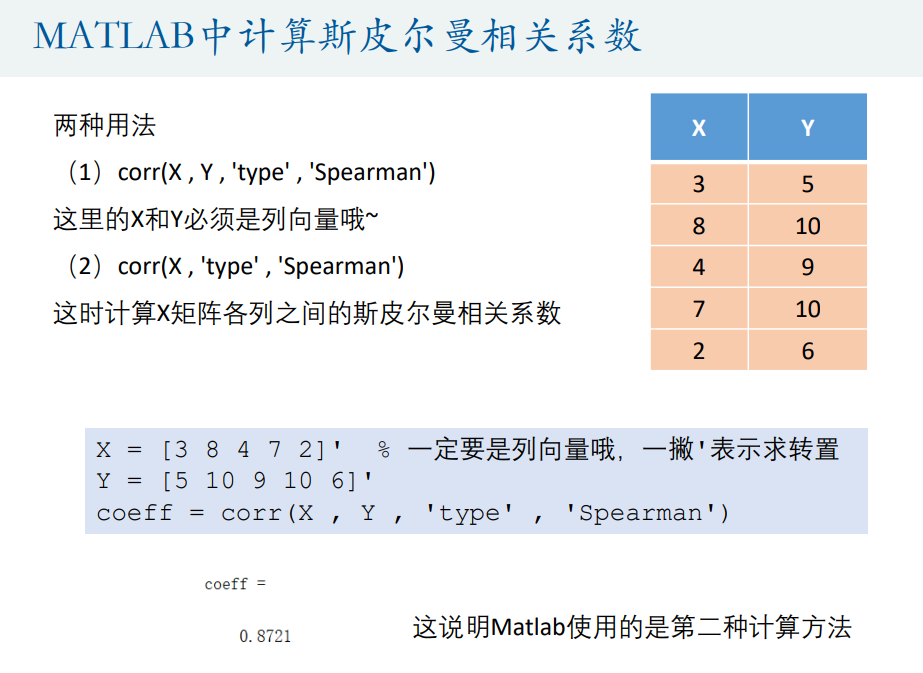 MATLAB中计算斯皮尔曼相关系数
两种用法
（1）corr(X , Y , 'type' , 'Spearman')
这里的X和Y必须是列向量哦~
（2）corr(X , 'type' , 'Spearman')
这时计算X矩阵各列之间的斯皮尔曼相关系数
X Y
3 5
8 10
4 9
7 10
2 6
X = [3 8 4 7 2]' % 一定要是列向量哦，一撇'表示求转置
Y = [5 10 9 10 6]'
coeff = corr(X , Y , 'type' , 'Spearman')
coeff =
0.8721
这说明Matlab使用的是第二种计算方法